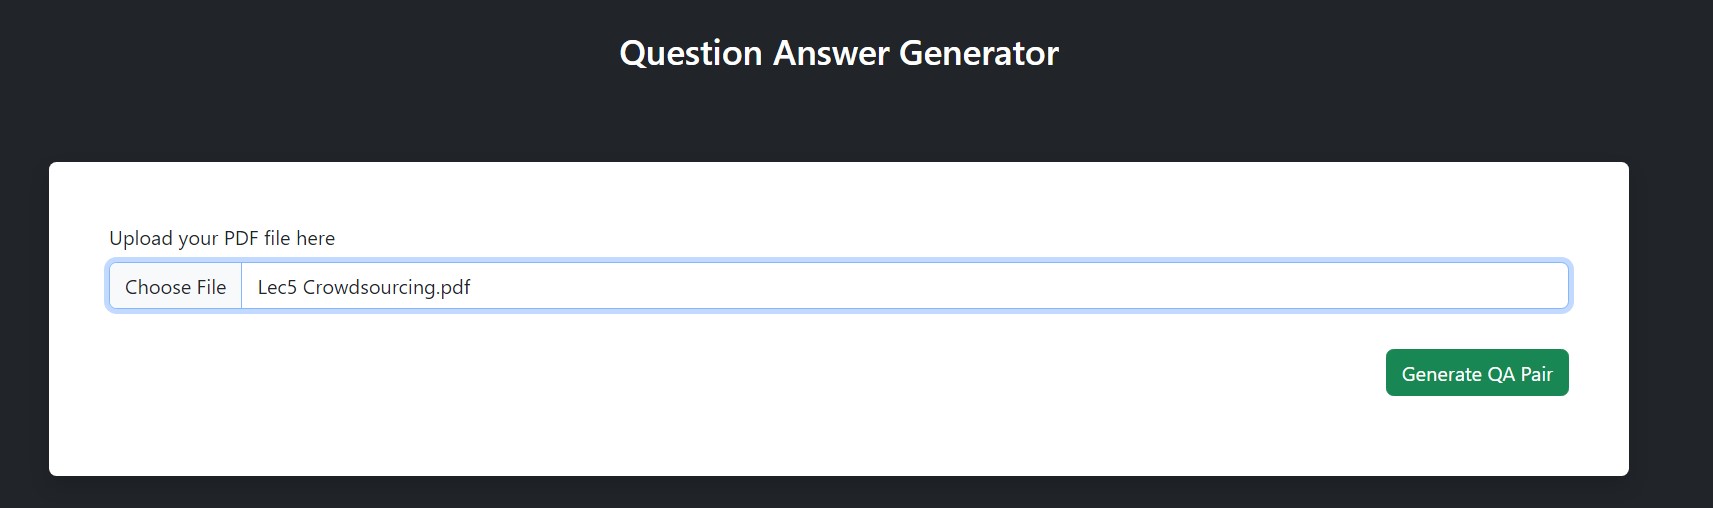 Question Answer Generator
Upload your PDF file here
Choose File Lec5 Crowdsourcing.pdf
Generate QA Pair